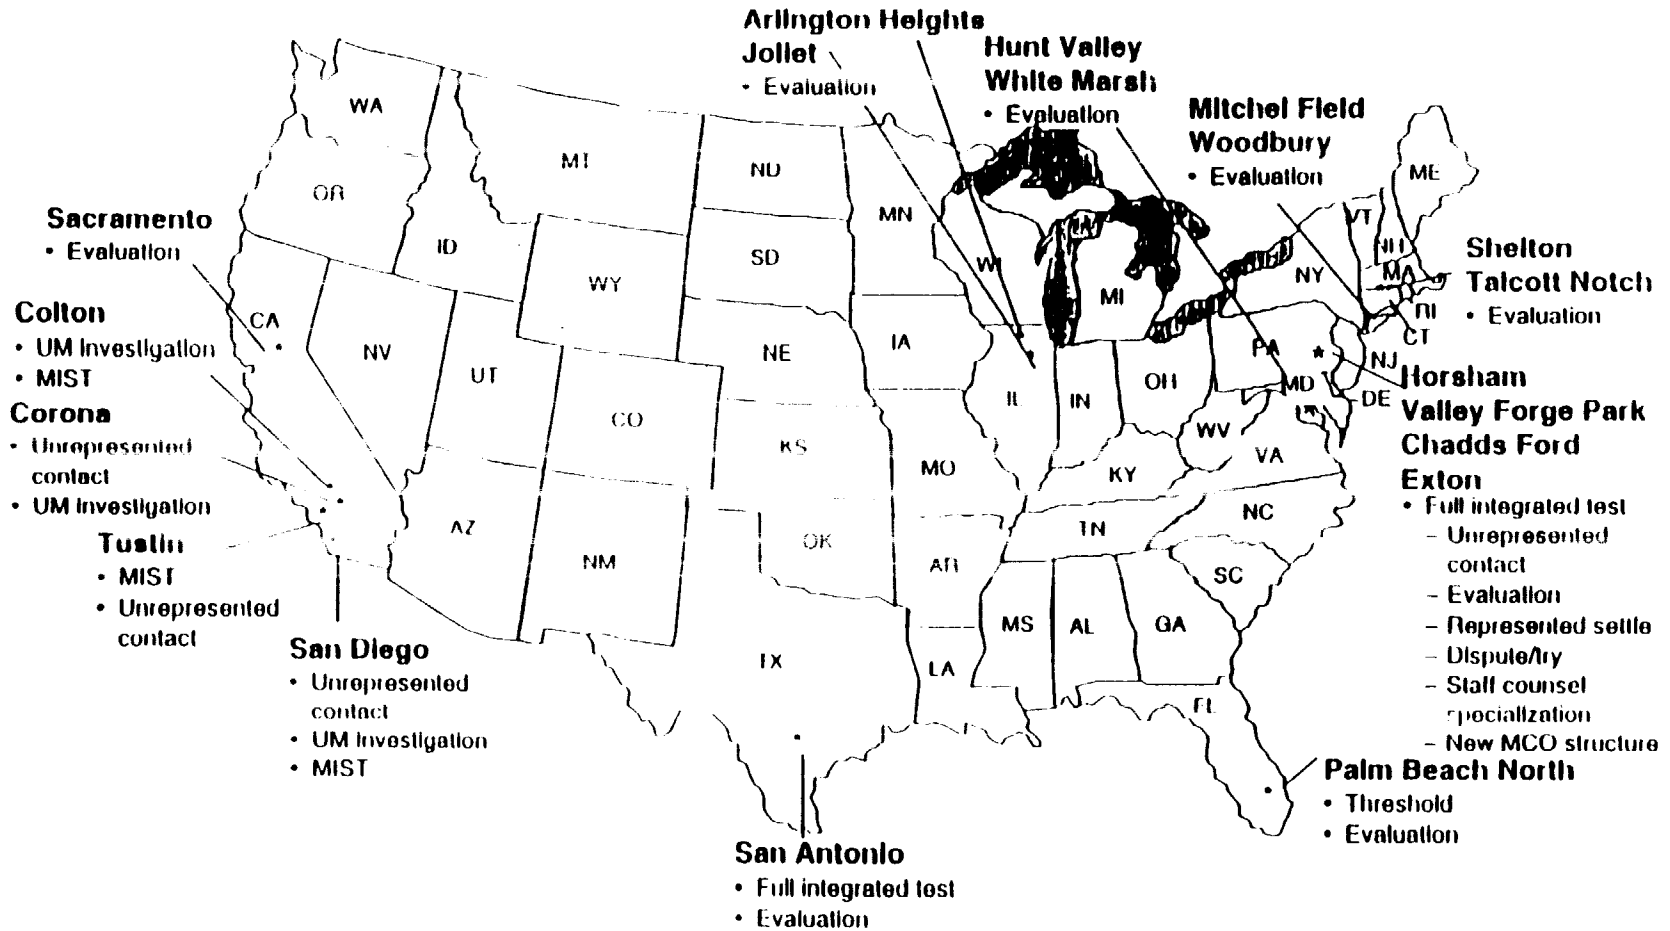 Arlington Heights
Joliet
• Evaluation
Hunt Valley
White Marsh
• Evaluation
Mitchel Field
Woodbury
• Evaluation
Shelton
Talcott Notch
• Evaluation
Sacramento
• Evaluation
Colton
• UM Investigation
• MIST
Corona
• Unrepresented
contact
• UM Investigation
Tustin
• MIST
• Unrepresented
contact
San Diego
• Unrepresented
contact
• UM Investigation
• MIST
San Antonio
• Full integrated test
• Evaluation
Palm Beach North
• Threshold
• Evaluation
Horsham
Valley Forge Park
Chadds Ford
Exton
• Full integrated test
– Unrepresented
contact
– Evaluation
– Represented settle
– Dispute/try
– Staff counsel
specialization
– New MCO structure
WA
OR
CA
NV
ID
MT
WY
UT
AZ
CO
NM
ND
SD
NE
KS
OK
TX
MN
IA
MO
AR
LA
WI
IL
MI
IN
OH
KY
TN
MS
AL
GA
FL
SC
NC
VA
WV
PA
MD
DE
NJ
NY
CT
RI
MA
NH
VT
ME